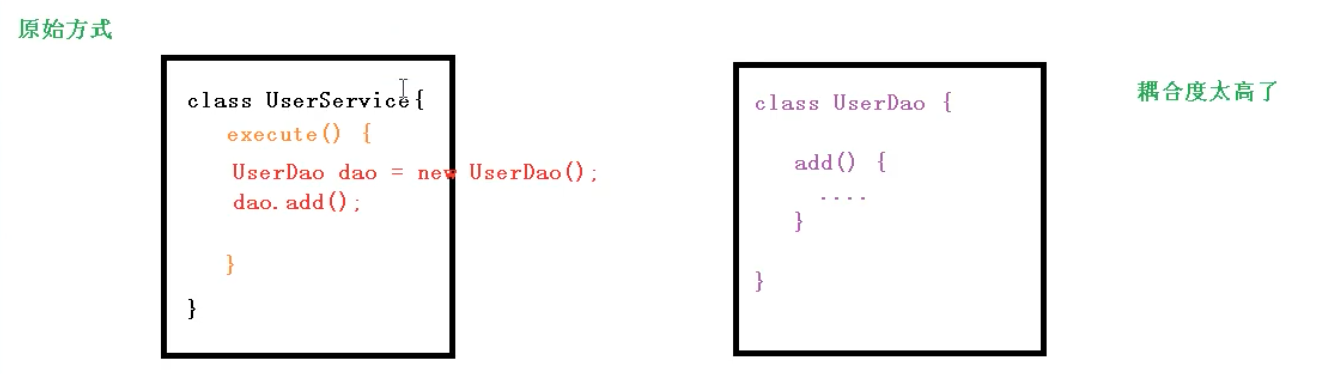 原始方式
class UserService{
execute() {
UserDao dao = new UserDao();
dao.add();
}
}
class UserDao {
add() {
....
}
}
耦合度太高了